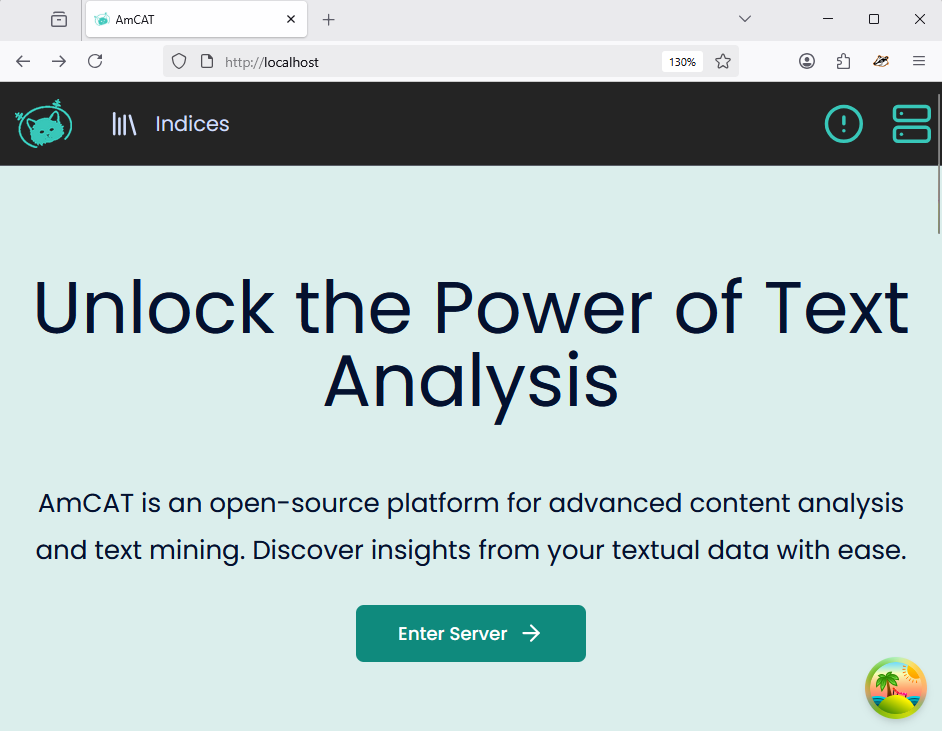 AmCAT
http://localhost
130%
Indices
Unlock the Power of Text
Analysis
AmCAT is an open-source platform for advanced content analysis
and text mining. Discover insights from your textual data with ease.
Enter Server